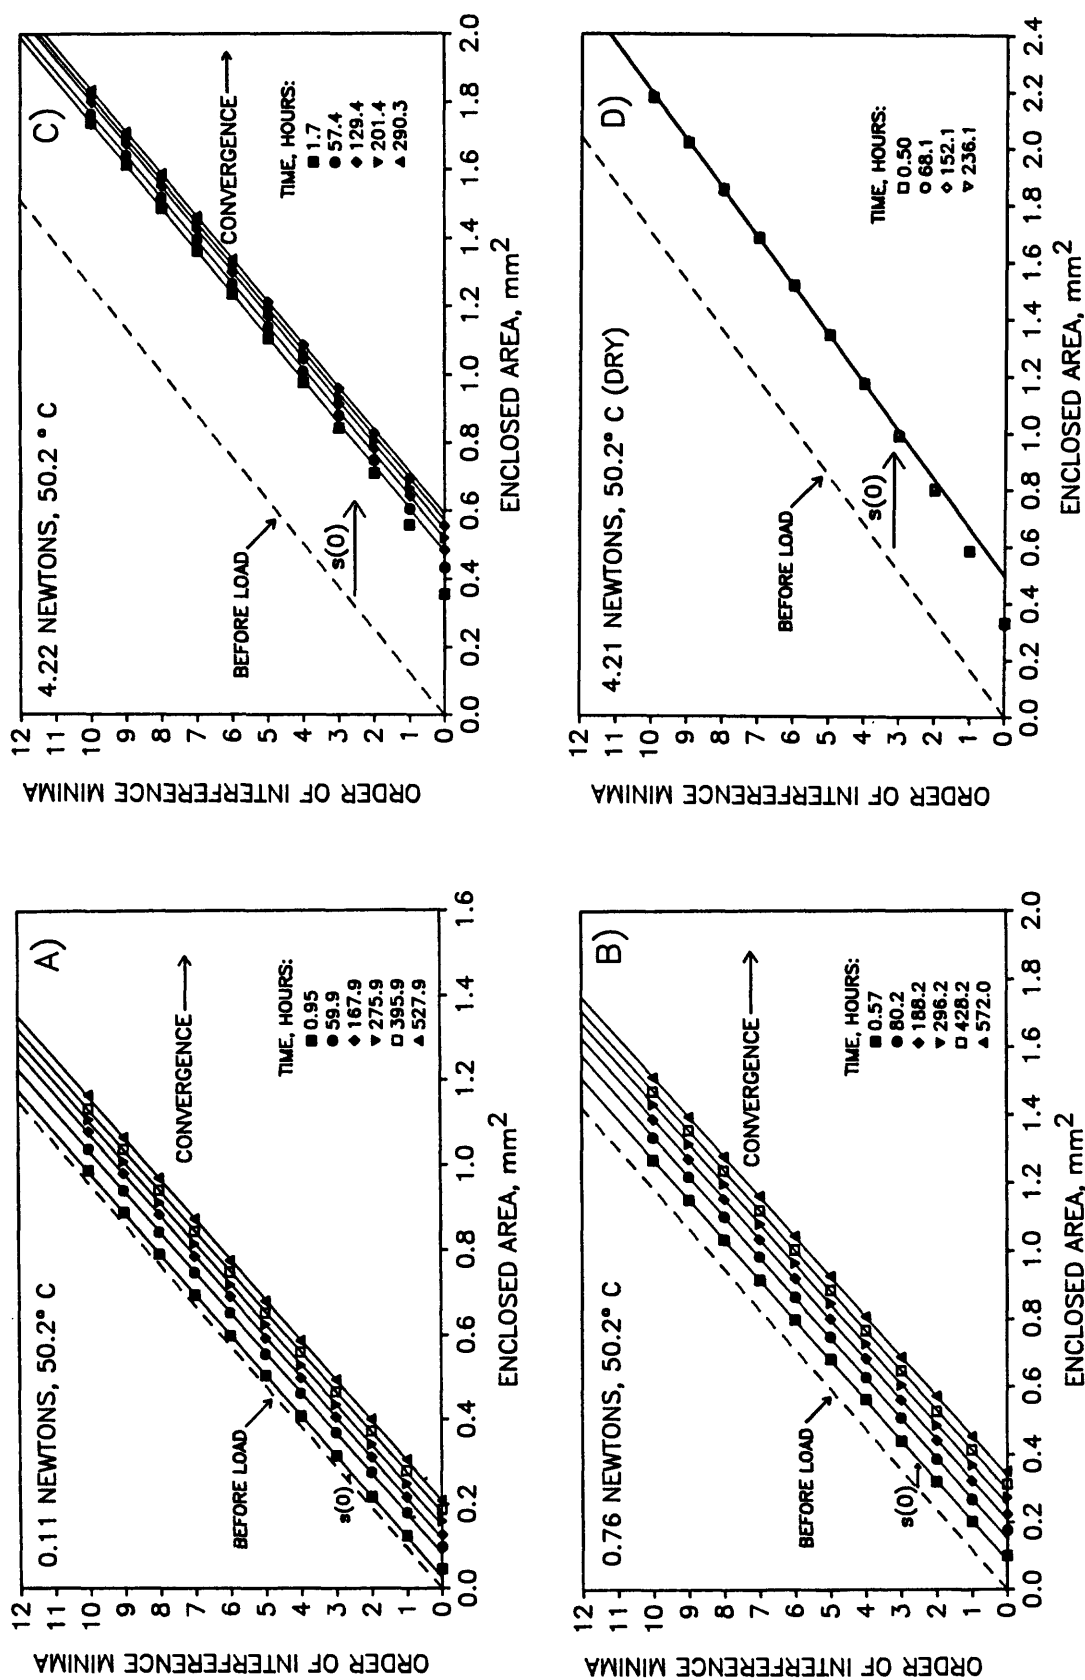 A)
0.11 NEWTONS, 50.2° C
BEFORE LOAD
s(0)
CONVERGENCE
TIME, HOURS:
0.95
59.9
167.9
275.9
395.9
527.9
ORDER OF INTERFERENCE MINIMA
12
11
10
9
8
7
6
5
4
3
2
1
0
0.0 0.2 0.4 0.6 0.8 1.0 1.2 1.4 1.6
ENCLOSED AREA, mm²
C)
4.22 NEWTONS, 50.2 ° C
BEFORE LOAD
s(0)
CONVERGENCE
TIME, HOURS:
1.7
57.4
129.4
201.4
290.3
ORDER OF INTERFERENCE MINIMA
12
11
10
9
8
7
6
5
4
3
2
1
0
0.0 0.2 0.4 0.6 0.8 1.0 1.2 1.4 1.6 1.8 2.0
ENCLOSED AREA, mm²
B)
0.76 NEWTONS, 50.2° C
BEFORE LOAD
s(0)
CONVERGENCE
TIME, HOURS:
0.57
80.2
188.2
296.2
428.2
572.0
ORDER OF INTERFERENCE MINIMA
12
11
10
9
8
7
6
5
4
3
2
1
0
0.0 0.2 0.4 0.6 0.8 1.0 1.2 1.4 1.6 1.8 2.0
ENCLOSED AREA, mm²
D)
4.21 NEWTONS, 50.2° C (DRY)
BEFORE LOAD
s(0)
TIME, HOURS:
0.50
68.1
152.1
236.1
ORDER OF INTERFERENCE MINIMA
12
11
10
9
8
7
6
5
4
3
2
1
0
0.0 0.2 0.4 0.6 0.8 1.0 1.2 1.4 1.6 1.8 2.0 2.2 2.4
ENCLOSED AREA, mm²